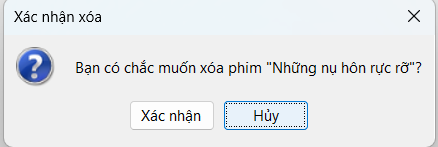 Xác nhận xóa
Bạn có chắc muốn xóa phim "Những nụ hôn rực rỡ"?
Xác nhận
Hủy